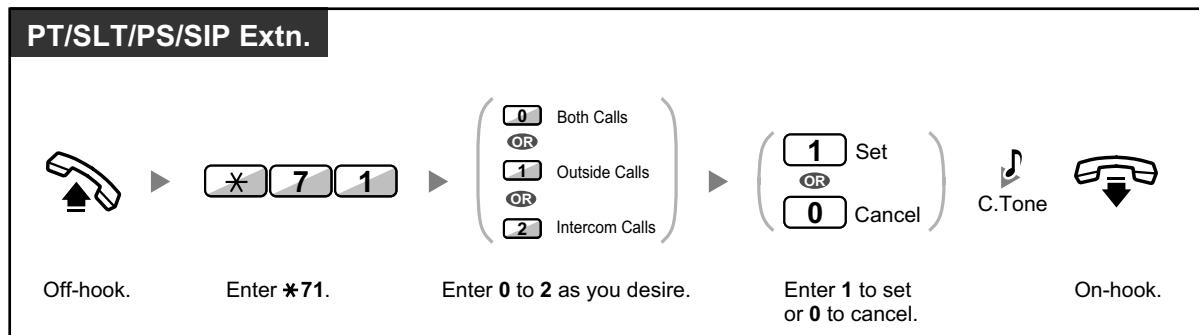 PT/SLT/PS/SIP Extn.
0 Both Calls
OR
1 Outside Calls
OR
2 Intercom Calls
* 7 1
1 Set
OR
0 Cancel
C.Tone
Off-hook.
Enter *71.
Enter 0 to 2 as you desire.
Enter 1 to set
or 0 to cancel.
On-hook.